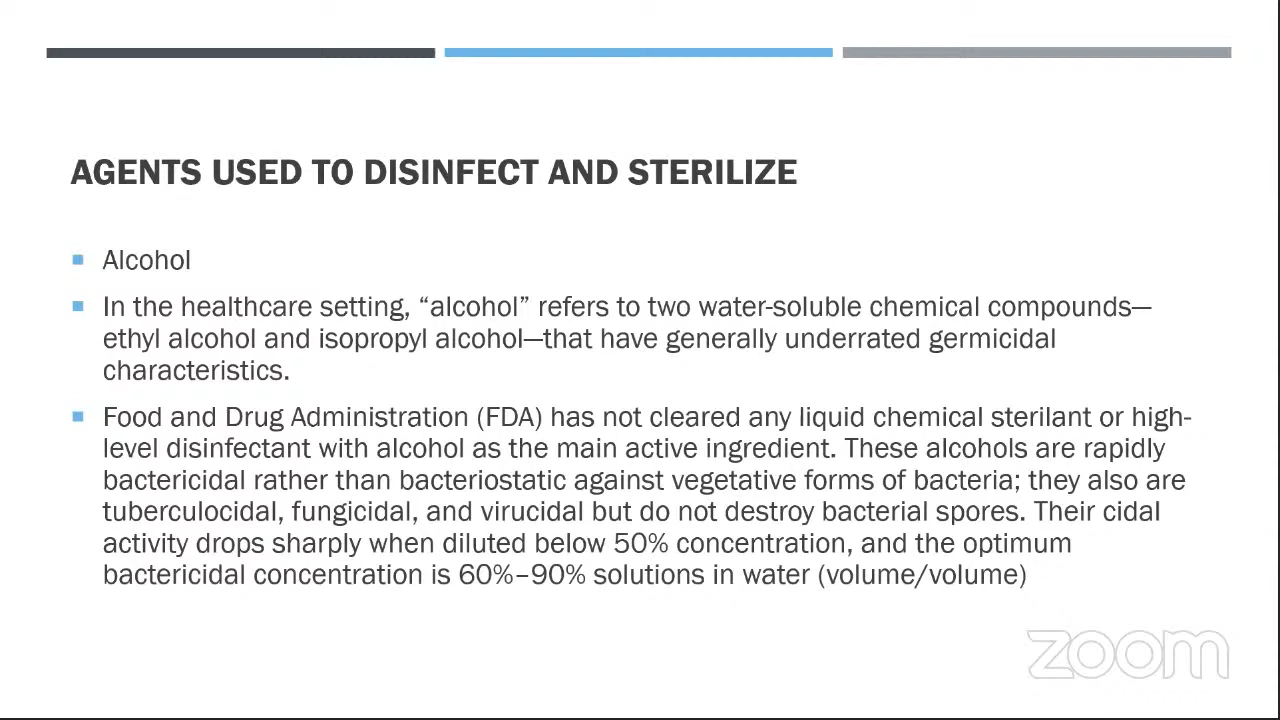 AGENTS USED TO DISINFECT AND STERILIZE
Alcohol
In the healthcare setting, “alcohol” refers to two water-soluble chemical compounds—
ethyl alcohol and isopropyl alcohol—that have generally underrated germicidal
characteristics.
Food and Drug Administration (FDA) has not cleared any liquid chemical sterilant or high-
level disinfectant with alcohol as the main active ingredient. These alcohols are rapidly
bactericidal rather than bacteriostatic against vegetative forms of bacteria; they also are
tuberculocidal, fungicidal, and virucidal but do not destroy bacterial spores. Their cidal
activity drops sharply when diluted below 50% concentration, and the optimum
bactericidal concentration is 60%–90% solutions in water (volume/volume)
zoom